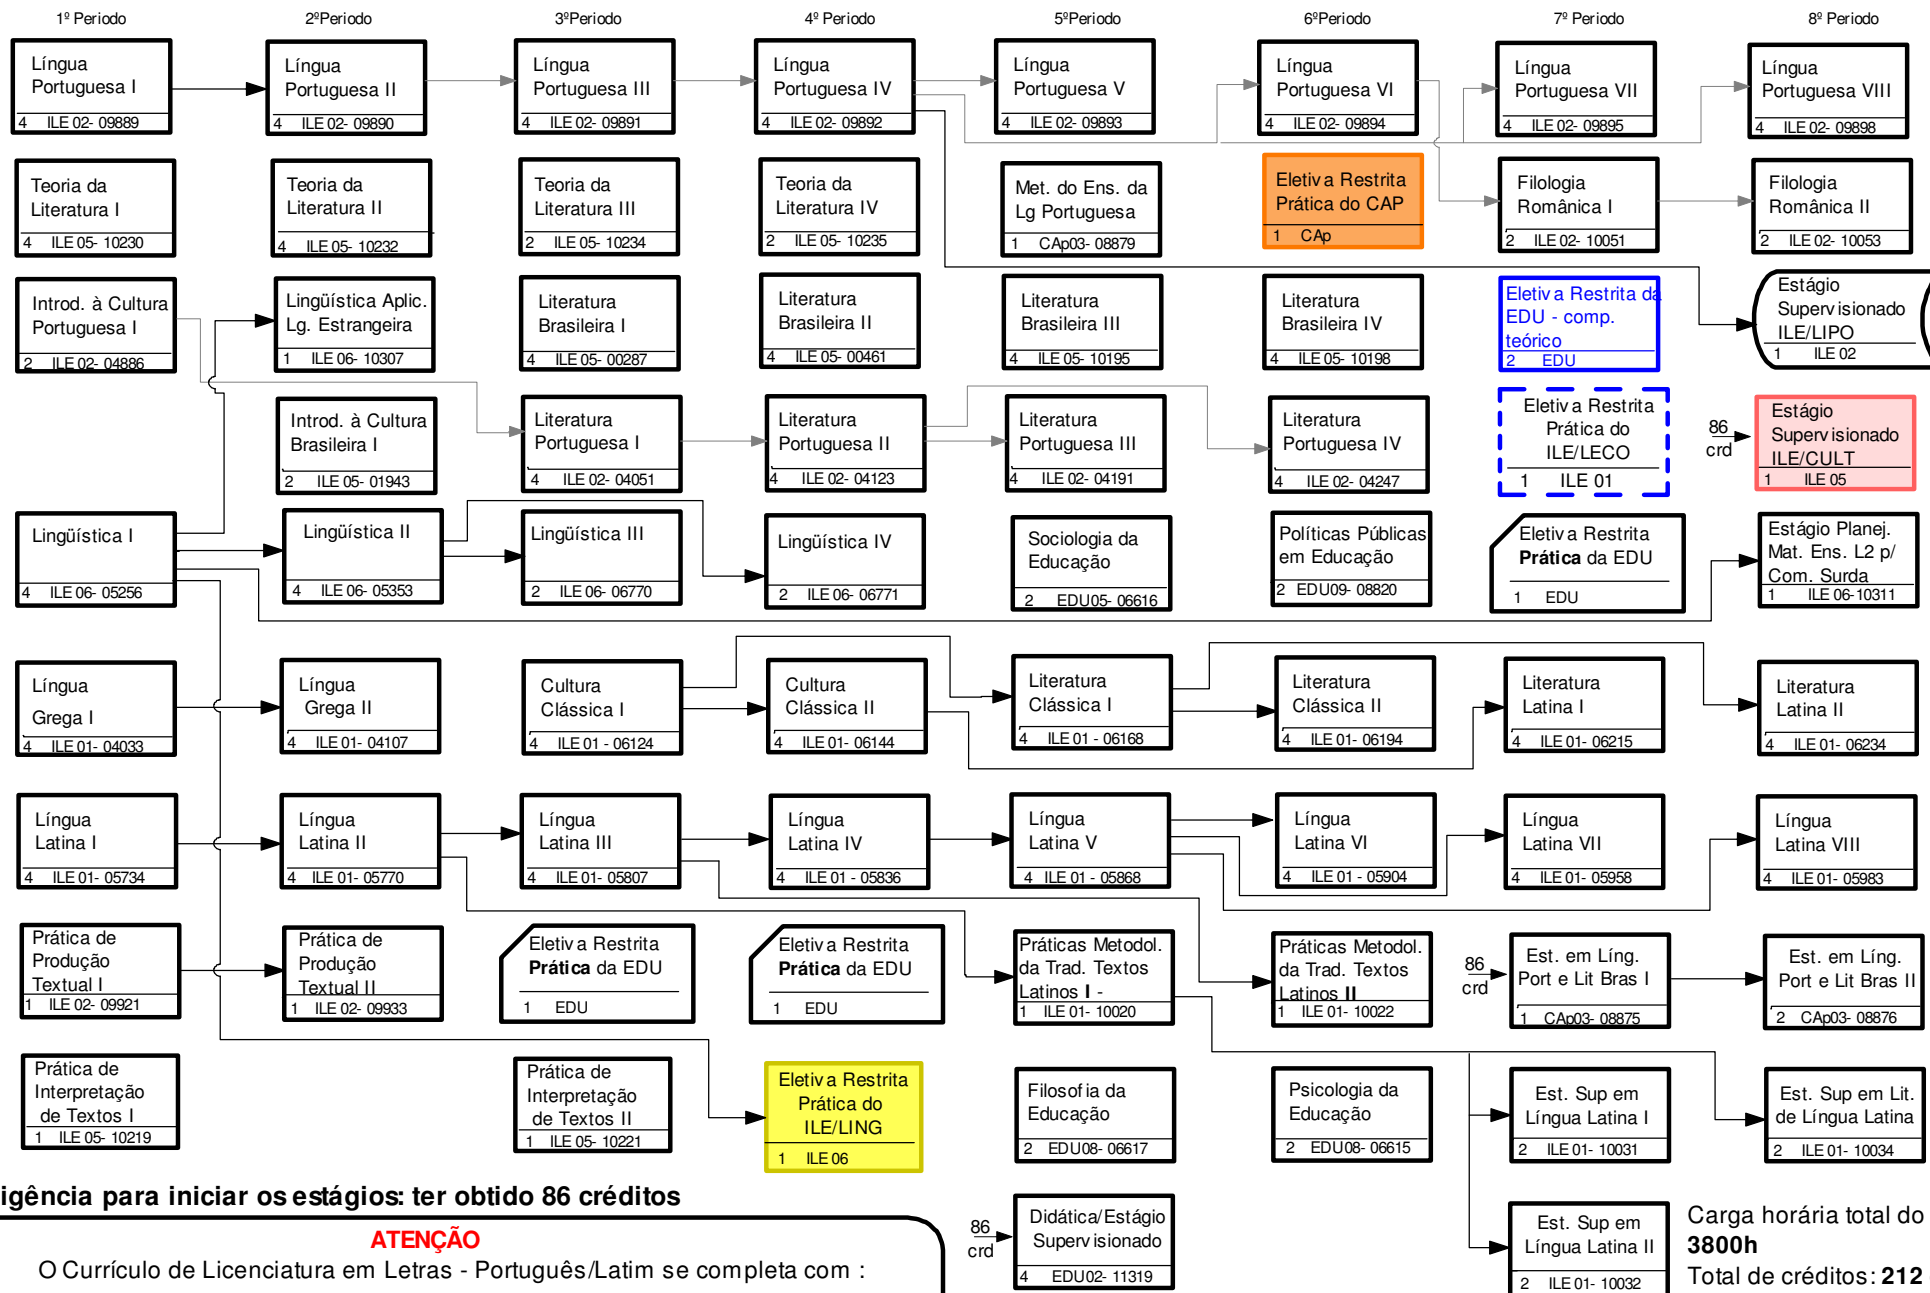 1º Periodo
2ºPeriodo
3ºPeriodo
4º Periodo
5ºPeriodo
6ºPeriodo
7º Periodo
8º Periodo
Língua
Portuguesa I
4 ILE 02- 09889
Língua
Portuguesa II
4 ILE 02- 09890
Língua
Portuguesa III
4 ILE 02- 09891
Língua
Portuguesa IV
4 ILE 02- 09892
Língua
Portuguesa V
4 ILE 02- 09893
Língua
Portuguesa VI
4 ILE 02- 09894
Língua
Portuguesa VII
4 ILE 02- 09895
Língua
Portuguesa VIII
4 ILE 02- 09898
Teoria da
Literatura I
4 ILE 05- 10230
Teoria da
Literatura II
4 ILE 05- 10232
Teoria da
Literatura III
2 ILE 05- 10234
Teoria da
Literatura IV
2 ILE 05- 10235
Met. do Ens. da
Lg Portuguesa
1 CAp03- 08879
Eletiva Restrita
Prática do CAP
1 CAp
Filologia
Românica I
2 ILE 02- 10051
Filologia
Românica II
2 ILE 02- 10053
Introd. à Cultura
Portuguesa I
2 ILE 02- 04886
Lingüística Aplic.
Lg. Estrangeira
1 ILE 06- 10307
Literatura
Brasileira I
4 ILE 05- 00287
Literatura
Brasileira II
4 ILE 05- 00461
Literatura
Brasileira III
4 ILE 05- 10195
Literatura
Brasileira IV
4 ILE 05- 10198
Eletiva Restrita da
EDU - comp.
teórico
2 EDU
Estágio
Supervisionado
ILE/LIPO
1 ILE 02
Introd. à Cultura
Brasileira I
2 ILE 05- 01943
Literatura
Portuguesa I
4 ILE 02- 04051
Literatura
Portuguesa II
4 ILE 02- 04123
Literatura
Portuguesa III
4 ILE 02- 04191
Literatura
Portuguesa IV
4 ILE 02- 04247
Eletiva Restrita
Prática do
ILE/LECO
1 ILE 01
86
crd
Estágio
Supervisionado
ILE/CULT
1 ILE 05
Lingüística I
4 ILE 06- 05256
Lingüística II
4 ILE 06- 05353
Lingüística III
2 ILE 06- 06770
Lingüística IV
2 ILE 06- 06771
Sociologia da
Educação
2 EDU05- 06616
Políticas Públicas
em Educação
2 EDU09- 08820
Eletiva Restrita
Prática da EDU
1 EDU
Estágio Planej.
Mat. Ens. L2 p/
Com. Surda
1 ILE 06-10311
Língua
Grega I
4 ILE 01- 04033
Língua
Grega II
4 ILE 01- 04107
Cultura
Clássica I
4 ILE 01 - 06124
Cultura
Clássica II
4 ILE 01- 06144
Literatura
Clássica I
4 ILE 01 - 06168
Literatura
Clássica II
4 ILE 01- 06194
Literatura
Latina I
4 ILE 01- 06215
Literatura
Latina II
4 ILE 01- 06234
Língua
Latina I
4 ILE 01- 05734
Língua
Latina II
4 ILE 01- 05770
Língua
Latina III
4 ILE 01- 05807
Língua
Latina IV
4 ILE 01 - 05836
Língua
Latina V
4 ILE 01 - 05868
Língua
Latina VI
4 ILE 01 - 05904
Língua
Latina VII
4 ILE 01- 05958
Língua
Latina VIII
4 ILE 01- 05983
Prática de
Produção
Textual I
1 ILE 02- 09921
Prática de
Produção
Textual II
1 ILE 02- 09933
Eletiva Restrita
Prática da EDU
1 EDU
Eletiva Restrita
Prática da EDU
1 EDU
Práticas Metodol.
da Trad. Textos
Latinos I -
1 ILE 01- 10020
Práticas Metodol.
da Trad. Textos
Latinos II
1 ILE 01- 10022
86
crd
Est. em Líng.
Port e Lit Bras I
1 CAp03- 08875
Est. em Líng.
Port e Lit Bras II
2 CAp03- 08876
Prática de
Interpretação
de Textos I
1 ILE 05- 10219
Prática de
Interpretação
de Textos II
1 ILE 05- 10221
Eletiva Restrita
Prática do
ILE/LING
1 ILE 06
Filosofia da
Educação
2 EDU08- 06617
Psicologia da
Educação
2 EDU08- 06615
Est. Sup em
Língua Latina I
2 ILE 01- 10031
Est. Sup em Lit.
de Língua Latina
2 ILE 01- 10034
igência para iniciar os estágios: ter obtido 86 créditos
86
crd
Didática/Estágio
Supervisionado
4 EDU02- 11319
Est. Sup em
Língua Latina II
2 ILE 01- 10032
Carga horária total do
3800h
Total de créditos: 212
ATENÇÃO
O Currículo de Licenciatura em Letras - Português/Latim se completa com :